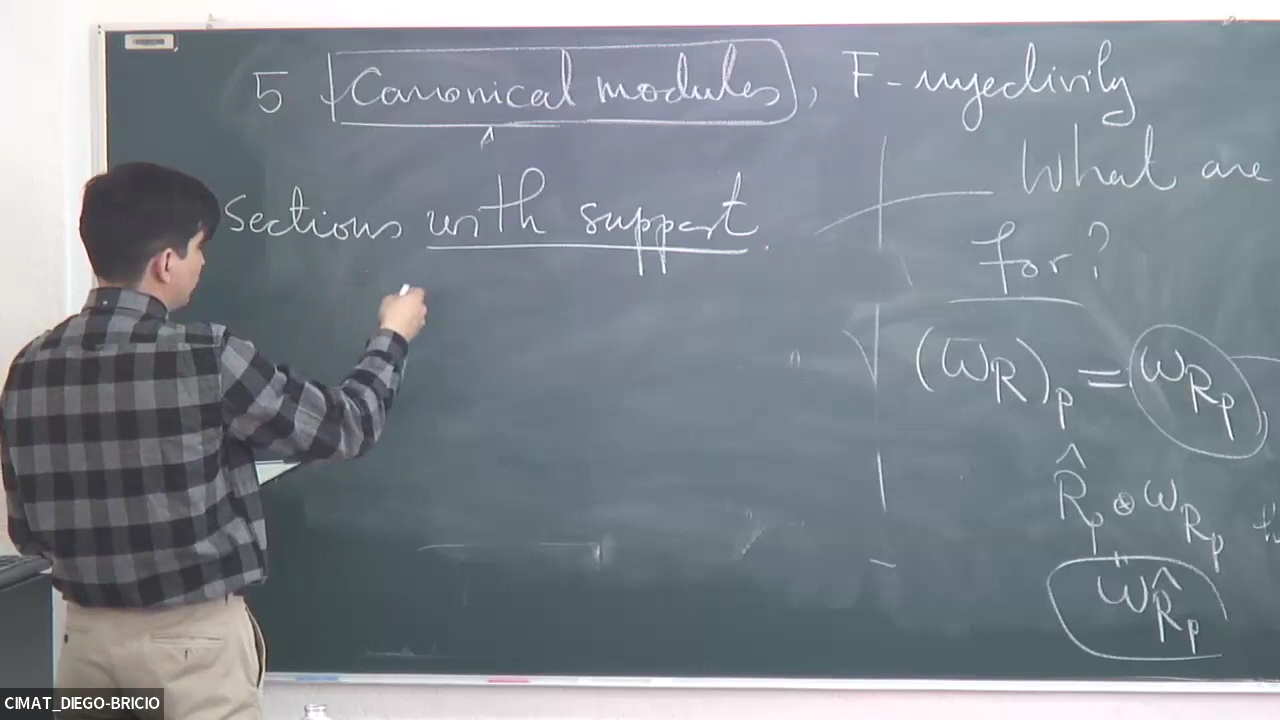 5 Canonical modules, F-injectivity
Sections with support.
What are
for?
(ω_R)_p = ω_{R_p}
R̂_p ⊗ ω_{R_p}
"
ω_{R̂_p}
CIMAT_DIEGO-BRICIO